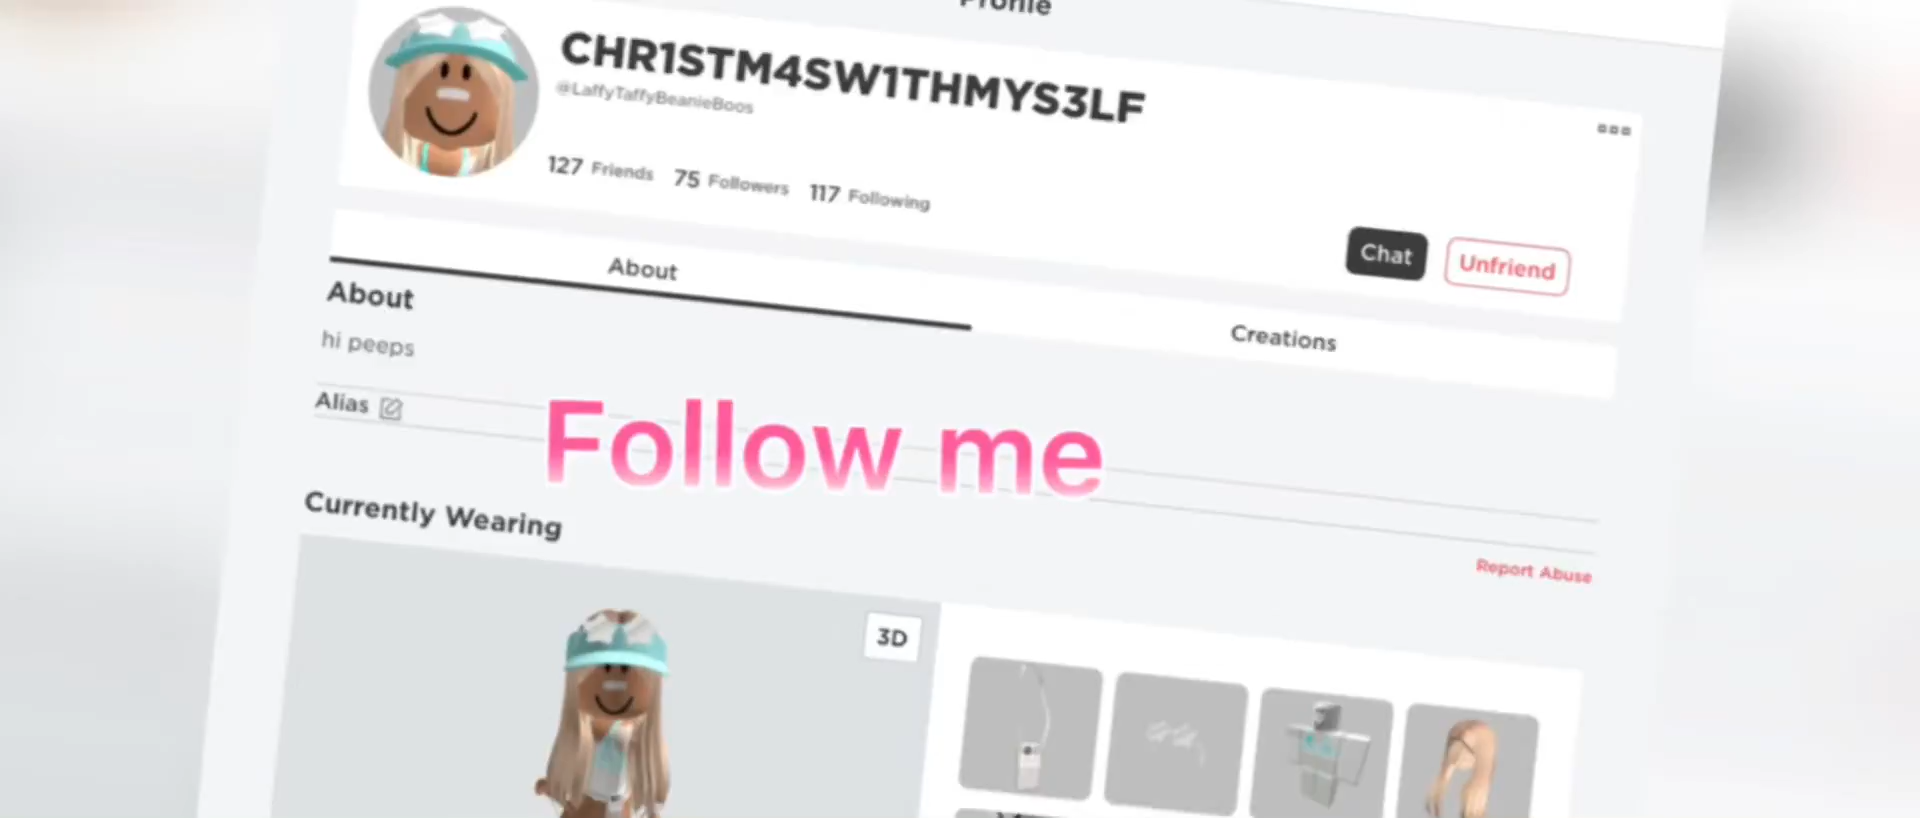 Profile
CHR1STM4SW1THMYS3LF
@LaffyTaffyBeanieBoos
127 Friends 75 Followers 117 Following
Chat Unfriend
About Creations
About
hi peeps
Alias
Follow me
Report Abuse
Currently Wearing
3D